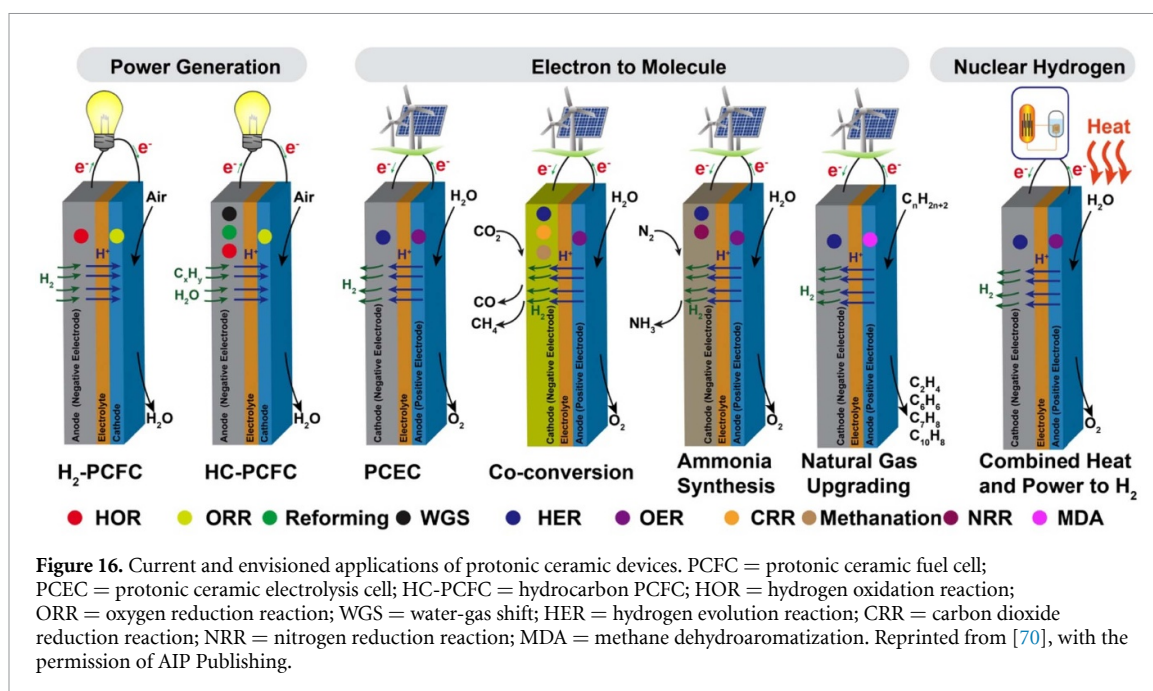 Power Generation
Electron to Molecule
Nuclear Hydrogen
Heat
e⁻ e⁻
e⁻ e⁻
e⁻ e⁻
e⁻ e⁻
e⁻ e⁻
e⁻ e⁻
e⁻ e⁻
Air
H⁺
H₂
Anode (Negative Eelectrode)
Electrolyte
Cathode
H₂O
Air
H⁺
CₓHᵧ
H₂O
Anode (Negative Eelectrode)
Electrolyte
Cathode
H₂O
H₂O
H⁺
H₂
Cathode (Negative Eelectrode)
Electrolyte
Anode (Positive Electrode)
O₂
H₂O
CO₂
H⁺
CO
H₂
CH₄
Cathode (Negative Eelectrode)
Electrolyte
Anode (Positive Electrode)
O₂
H₂O
N₂
H⁺
H₂
NH₃
Cathode (Negative Eelectrode)
Electrolyte
Anode (Positive Electrode)
O₂
CₙH₂ₙ₊₂
H⁺
H₂
Cathode (Negative Eelectrode)
Electrolyte
Anode (Positive Electrode)
C₂H₄
C₆H₆
C₇H₈
C₁₀H₈
H₂O
H⁺
H₂
Cathode (Negative Eelectrode)
Electrolyte
Anode (Positive Electrode)
O₂
H₂-PCFC
HC-PCFC
PCEC
Co-conversion
Ammonia
Synthesis
Natural Gas
Upgrading
Combined Heat
and Power to H₂
HOR ORR Reforming WGS HER OER CRR Methanation NRR MDA
Figure 16. Current and envisioned applications of protonic ceramic devices. PCFC = protonic ceramic fuel cell;
PCEC = protonic ceramic electrolysis cell; HC-PCFC = hydrocarbon PCFC; HOR = hydrogen oxidation reaction;
ORR = oxygen reduction reaction; WGS = water-gas shift; HER = hydrogen evolution reaction; CRR = carbon dioxide
reduction reaction; NRR = nitrogen reduction reaction; MDA = methane dehydroaromatization. Reprinted from [70], with the
permission of AIP Publishing.